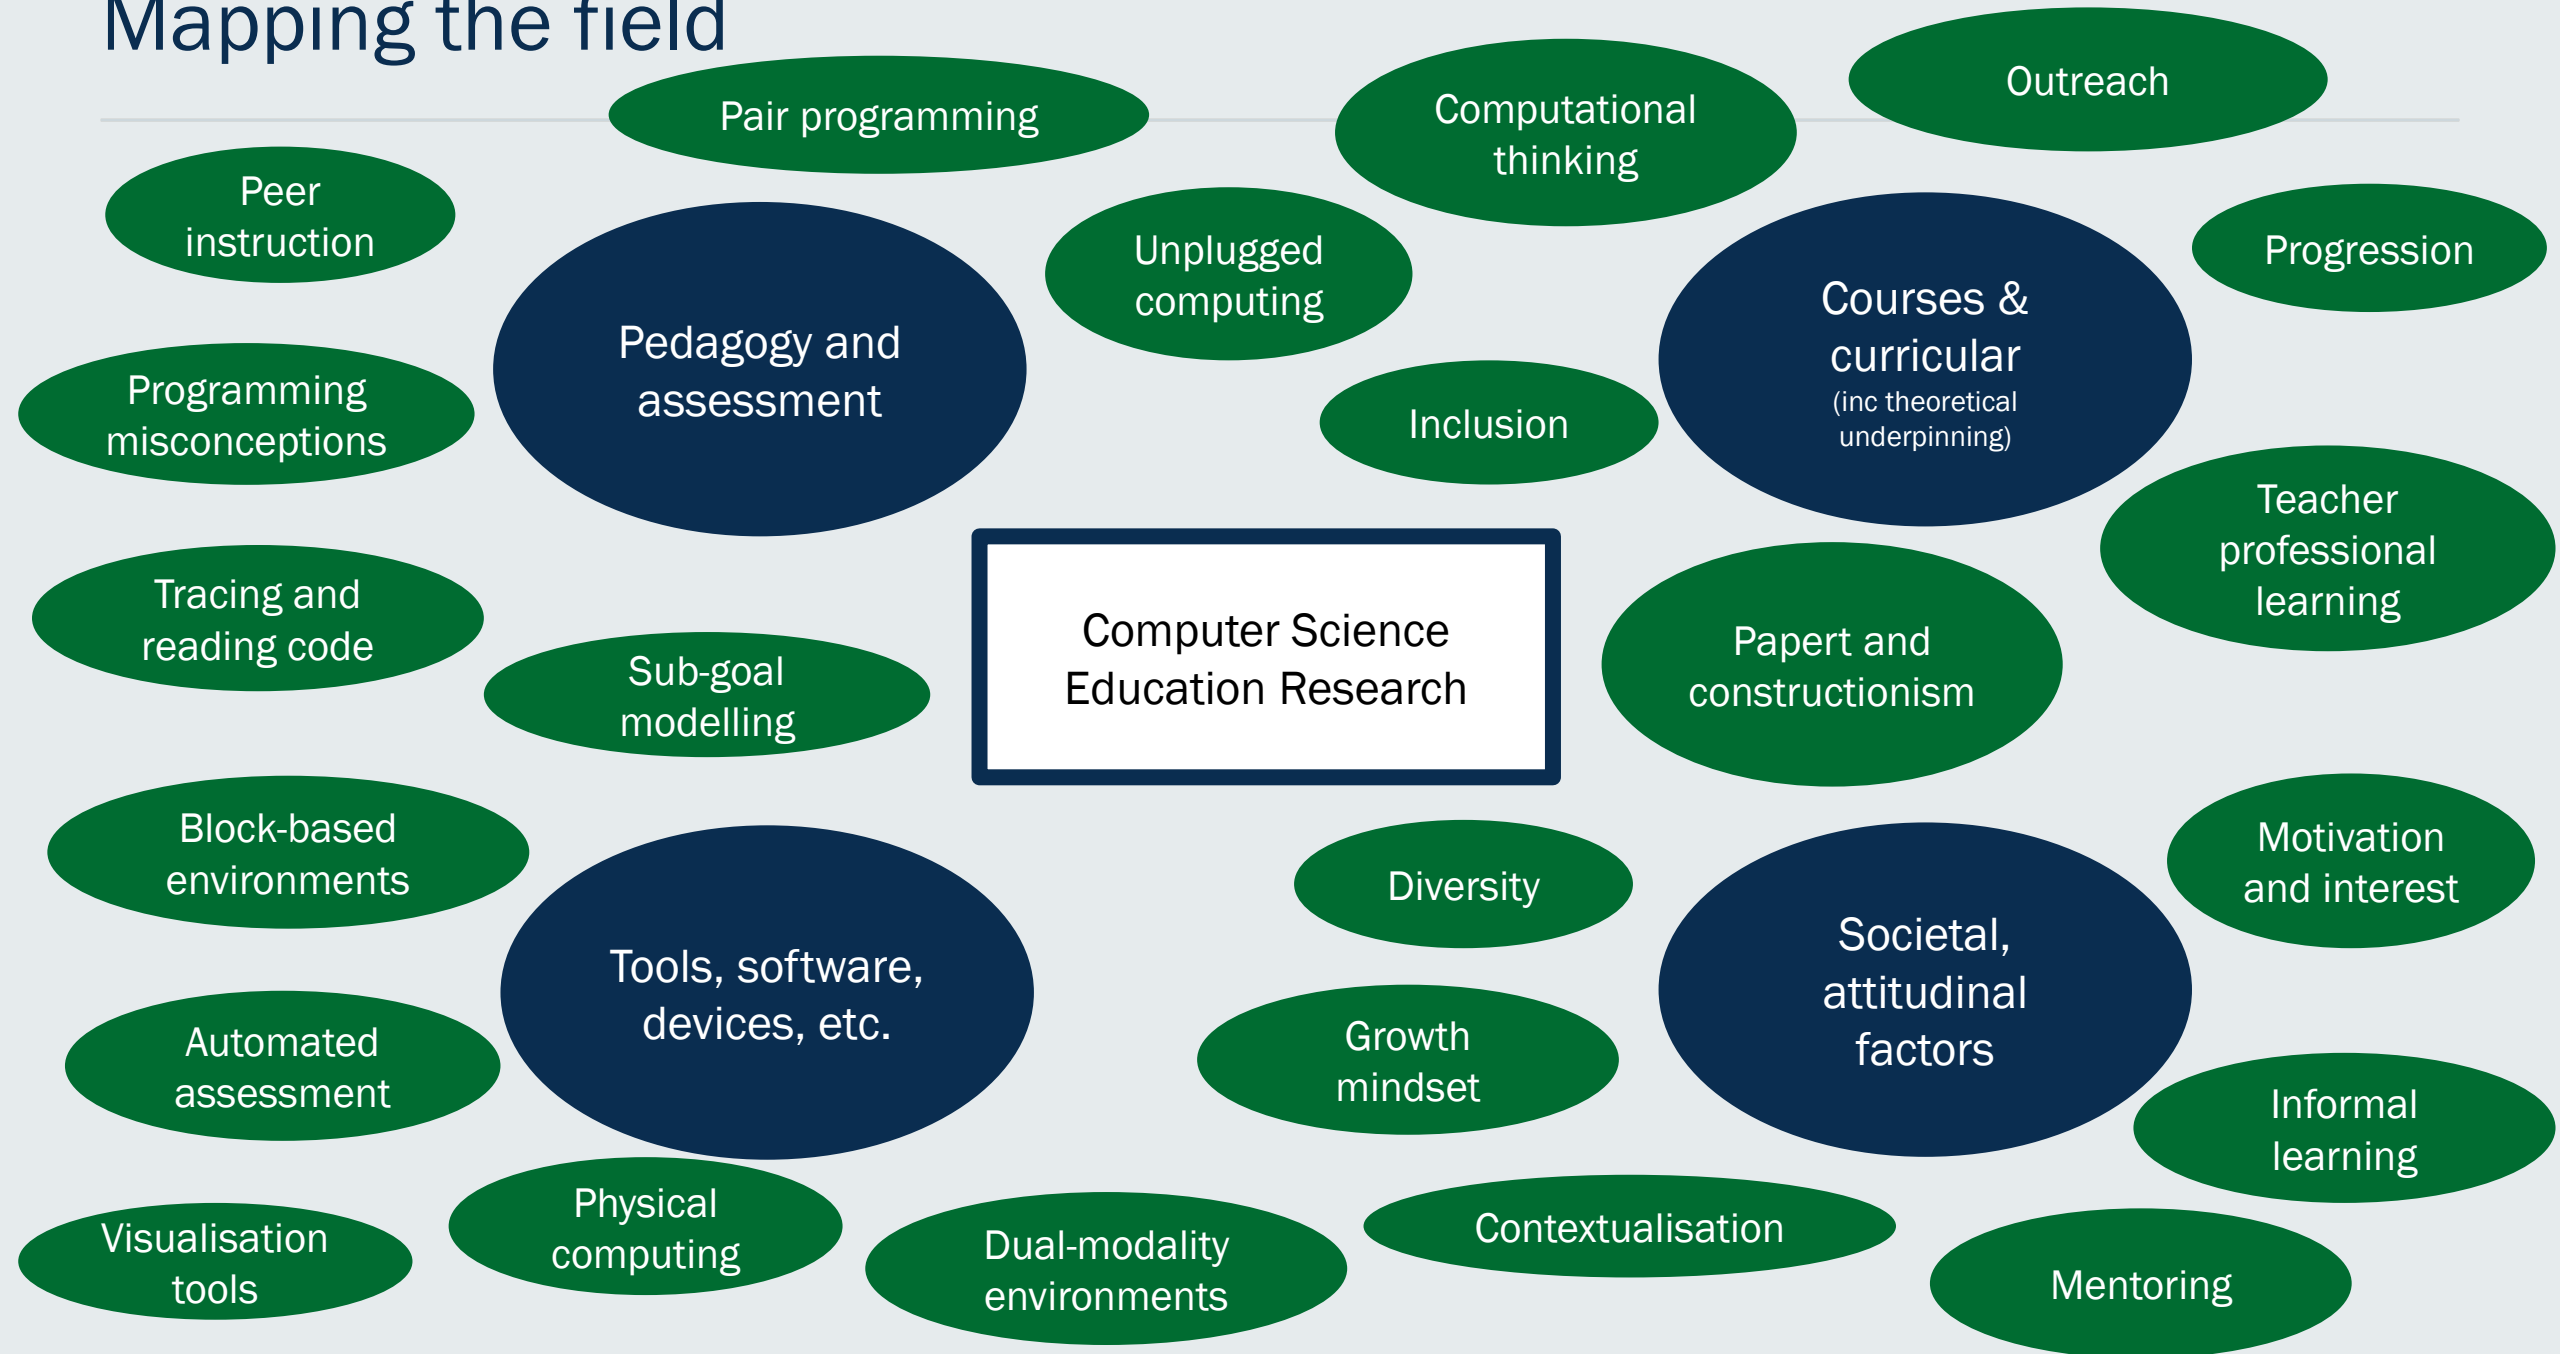 Mapping the field
Pair programming
Computational
thinking
Outreach
Peer
instruction
Unplugged
computing
Progression
Pedagogy and
assessment
Courses &
curricular
(inc theoretical
underpinning)
Programming
misconceptions
Inclusion
Teacher
professional
learning
Tracing and
reading code
Sub-goal
modelling
Computer Science
Education Research
Papert and
constructionism
Block-based
environments
Diversity
Motivation
and interest
Tools, software,
devices, etc.
Societal,
attitudinal
factors
Automated
assessment
Growth
mindset
Informal
learning
Visualisation
tools
Physical
computing
Dual-modality
environments
Contextualisation
Mentoring